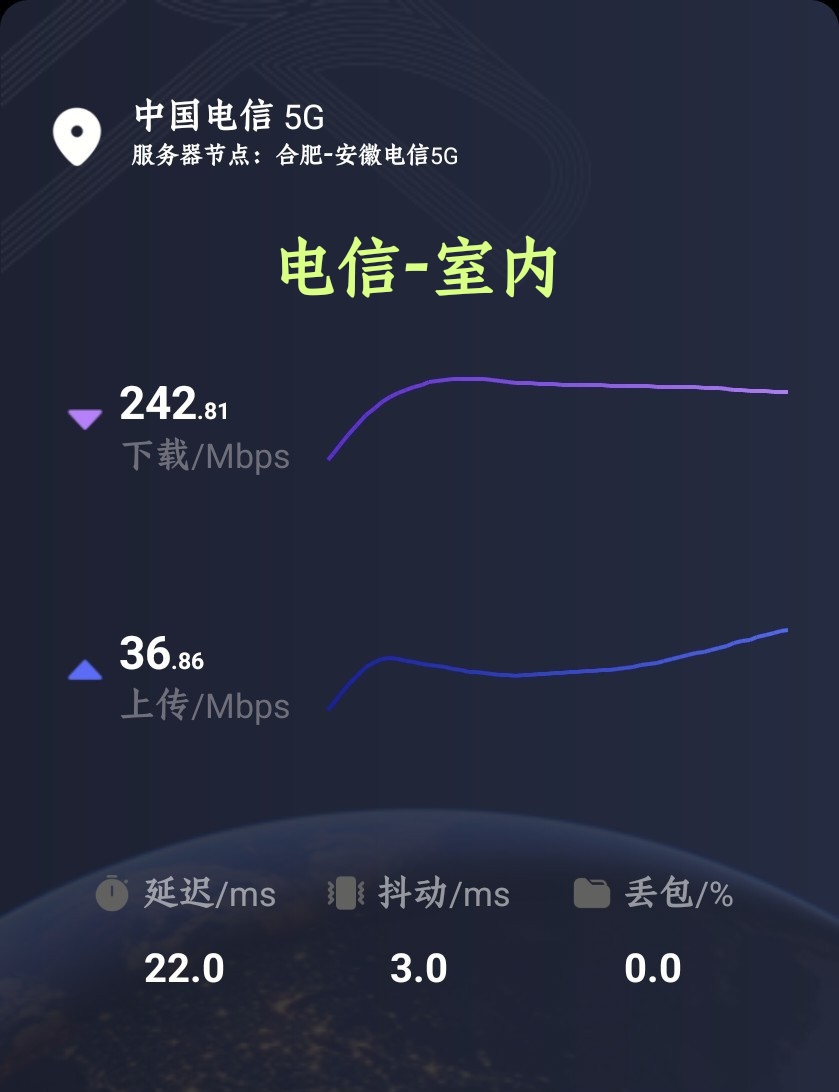 中国电信 5G
服务器节点：合肥-安徽电信5G
电信-室内
242.81
下载/Mbps
36.86
上传/Mbps
延迟/ms 抖动/ms 丢包/%
22.0 3.0 0.0